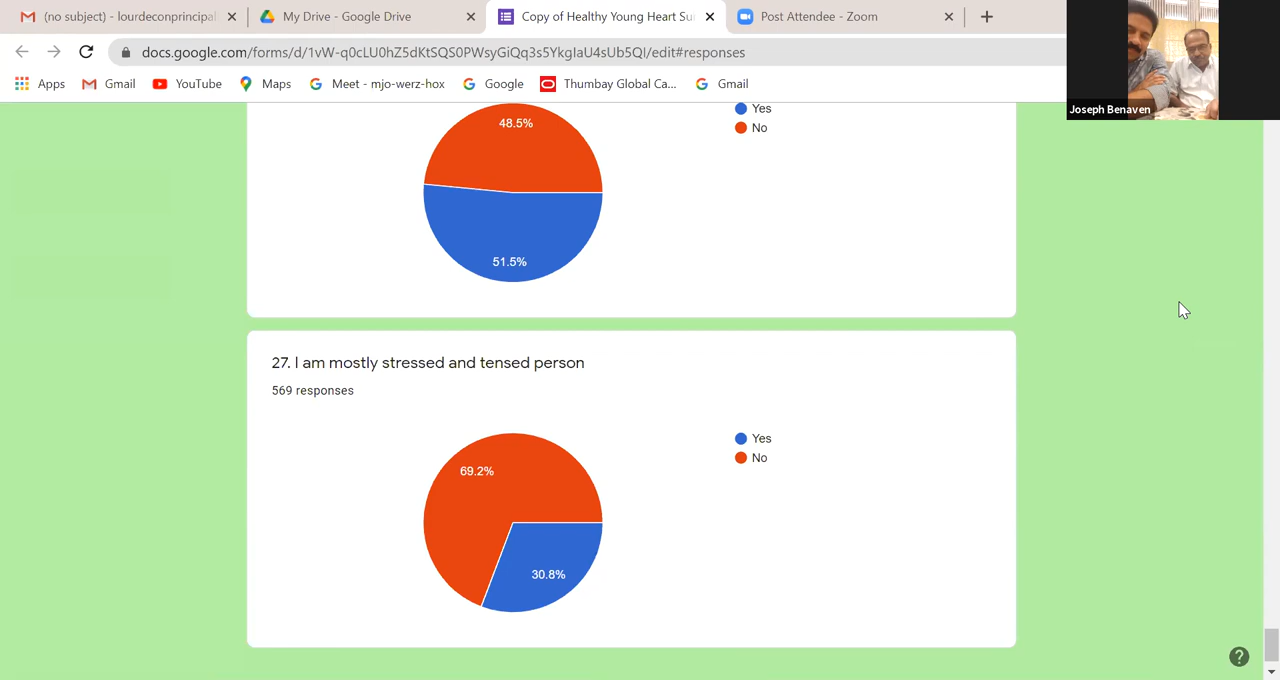 (no subject) - lourdeconprincipal
My Drive - Google Drive
Copy of Healthy Young Heart Su
Post Attendee - Zoom
docs.google.com/forms/d/1vW-q0cLU0hZ5dKtSQS0PWsyGiQq3s5YkgIaU4sUb5QI/edit#responses
Apps
Gmail
YouTube
Maps
Meet - mjo-werz-hox
Google
Thumbay Global Ca...
Gmail
Joseph Benaven
48.5%
51.5%
Yes
No
27. I am mostly stressed and tensed person
569 responses
69.2%
30.8%
Yes
No